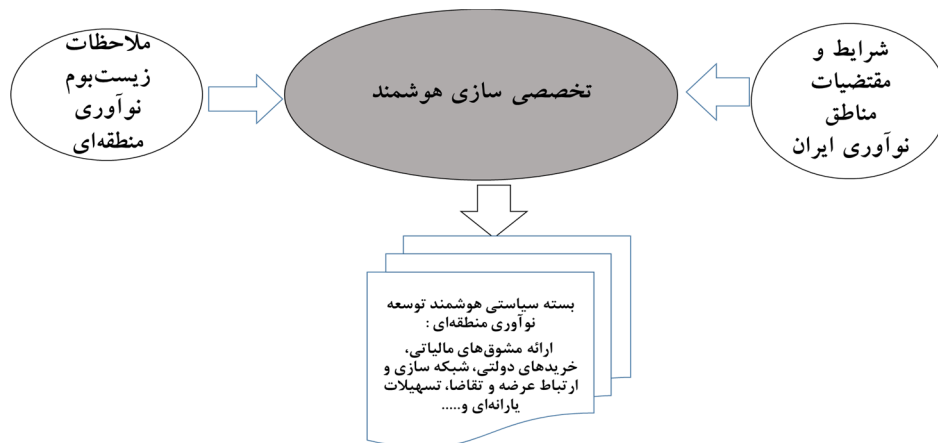 شرایط و
مقتضیات
مناطق
نوآوری ایران
تخصصی سازی هوشمند
ملاحظات
زیست‌بوم
نوآوری
منطقه‌ای
بسته سیاستی هوشمند توسعه
نوآوری منطقه‌ای :
ارائه مشوق‌های مالیاتی،
خریدهای دولتی، شبکه سازی و
ارتباط عرضه و تقاضا، تسهیلات
یارانه‌ای و.....